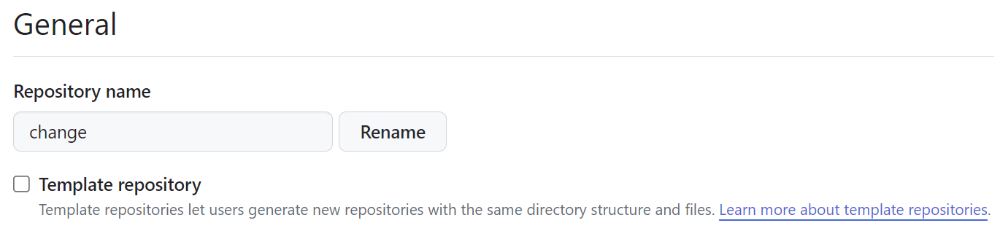 General
Repository name
change Rename
Template repository
Template repositories let users generate new repositories with the same directory structure and files. Learn more about template repositories.